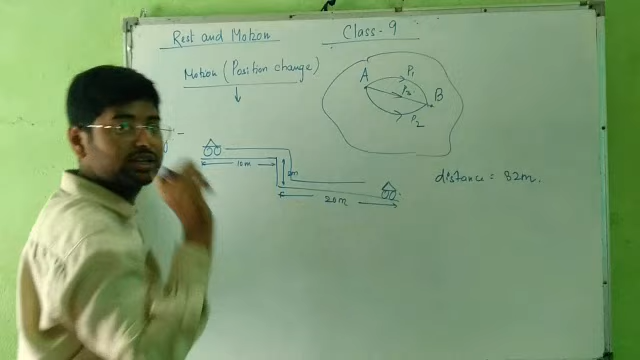 Rest and Motion
Class - 9
Motion (Position change)
A
P1
P3
B
P2
10m
20m
distance = 32m.